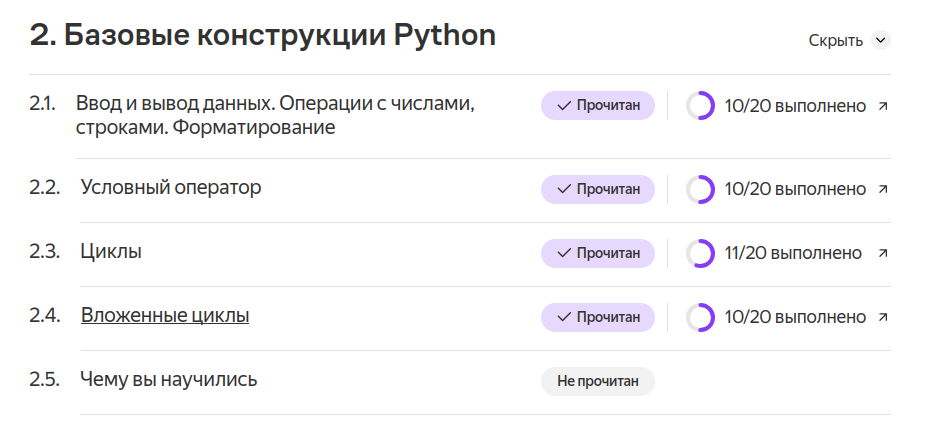 2. Базовые конструкции Python
Скрыть
2.1. Ввод и вывод данных. Операции с числами,
строками. Форматирование
Прочитан
10/20 выполнено
2.2. Условный оператор
Прочитан
10/20 выполнено
2.3. Циклы
Прочитан
11/20 выполнено
2.4. Вложенные циклы
Прочитан
10/20 выполнено
2.5. Чему вы научились
Не прочитан